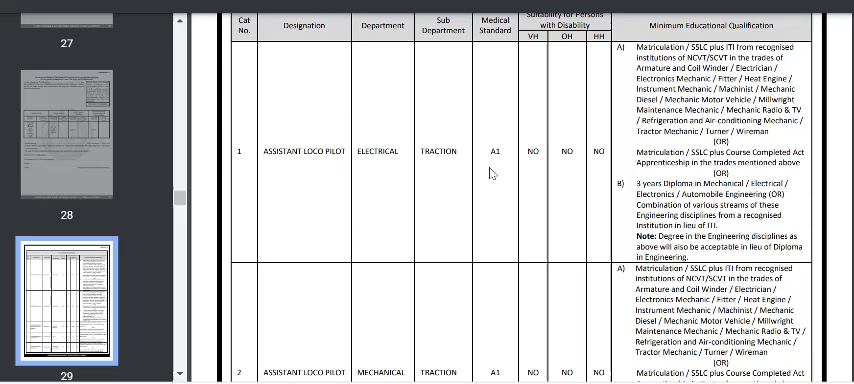 27
28
29
Cat No.
Designation
Department
Sub Department
Medical Standard
Suitability for Persons with Disability
VH
OH
HH
Minimum Educational Qualification
1
ASSISTANT LOCO PILOT
ELECTRICAL
TRACTION
A1
NO
NO
NO
A) Matriculation / SSLC plus ITI from recognised
institutions of NCVT/SCVT in the trades of
Armature and Coil Winder / Electrician /
Electronics Mechanic / Fitter / Heat Engine /
Instrument Mechanic / Machinist / Mechanic
Diesel / Mechanic Motor Vehicle / Millwright
Maintenance Mechanic / Mechanic Radio & TV
/ Refrigeration and Air-conditioning Mechanic /
Tractor Mechanic / Turner / Wireman
(OR)
Matriculation / SSLC plus Course Completed Act
Apprenticeship in the trades mentioned above
(OR)
B) 3 years Diploma in Mechanical / Electrical /
Electronics / Automobile Engineering (OR)
Combination of various streams of these
Engineering disciplines from a recognised
Institution in lieu of ITI.
Note: Degree in the Engineering disciplines as
above will also be acceptable in lieu of Diploma
in Engineering.
2
ASSISTANT LOCO PILOT
MECHANICAL
TRACTION
A1
NO
NO
NO
A) Matriculation / SSLC plus ITI from recognised
institutions of NCVT/SCVT in the trades of
Armature and Coil Winder / Electrician /
Electronics Mechanic / Fitter / Heat Engine /
Instrument Mechanic / Machinist / Mechanic
Diesel / Mechanic Motor Vehicle / Millwright
Maintenance Mechanic / Mechanic Radio & TV /
Refrigeration and Air-conditioning Mechanic /
Tractor Mechanic / Turner / Wireman
(OR)
Matriculation / SSLC plus Course Completed Act